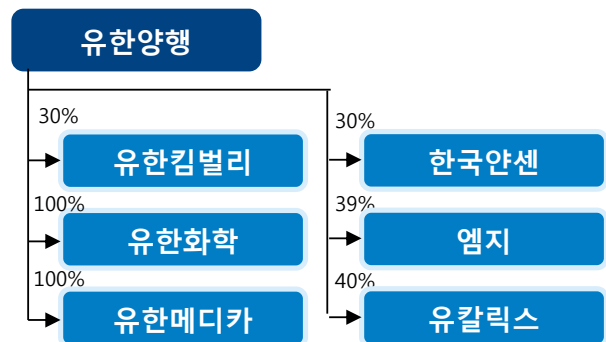 유한양행
30%
유한킴벌리
100%
유한화학
100%
유한메디카
30%
한국얀센
39%
엠지
40%
유칼릭스